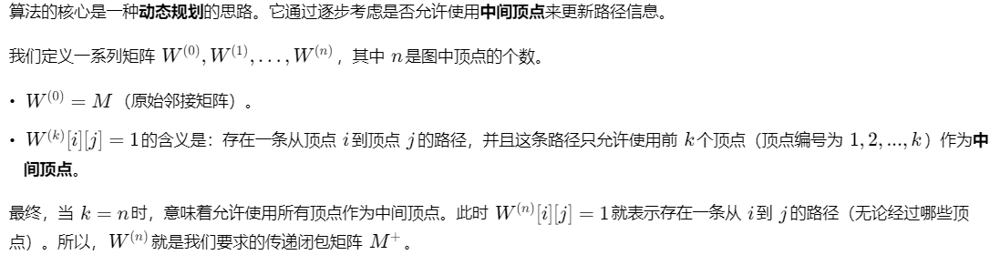 算法的核心是一种动态规划的思路。它通过逐步考虑是否允许使用中间顶点来更新路径信息。
我们定义一系列矩阵 W^{(0)}, W^{(1)}, . . . , W^{(n)}，其中 n是图中顶点的个数。
• W^{(0)} = M（原始邻接矩阵）。
• W^{(k)}[i][j] = 1的含义是：存在一条从顶点 i到顶点 j的路径，并且这条路径只允许使用前 k个顶点（顶点编号为 1, 2, ..., k）作为中
间顶点。
最终，当 k = n时，意味着允许使用所有顶点作为中间顶点。此时 W^{(n)}[i][j] = 1就表示存在一条从 i到 j的路径（无论经过哪些顶
点）。所以，W^{(n)}就是我们要求的传递闭包矩阵 M^{+}。